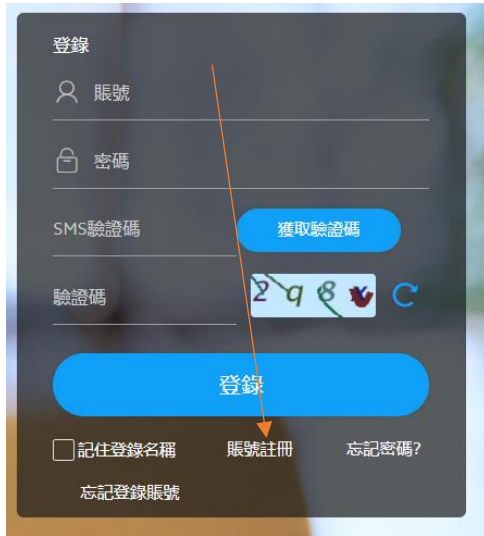 登錄
賬號
密碼
SMS驗證碼 獲取驗證碼
驗證碼 2 q 8
登錄
記住登錄名稱 賬號註冊 忘記密碼?
忘記登錄賬號